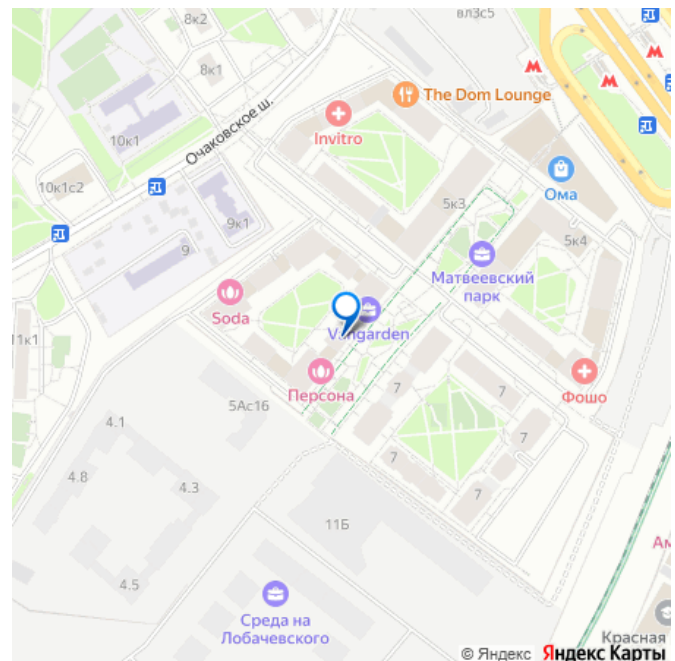 8к2
вл3с5
8к1
The Dom Lounge
Очаковское ш.
Invitro
10к1
Ома
10к1с2
5к3
9к1
5к4
9
Матвеевский
парк
Soda
Vangarden
11к1
Персона
7
Фошо
5Ас16
7
4.1
7
4.8
4.3
7
11Б
4.5
Среда на
Лобачевского
Красная
© Яндекс Яндекс Карты